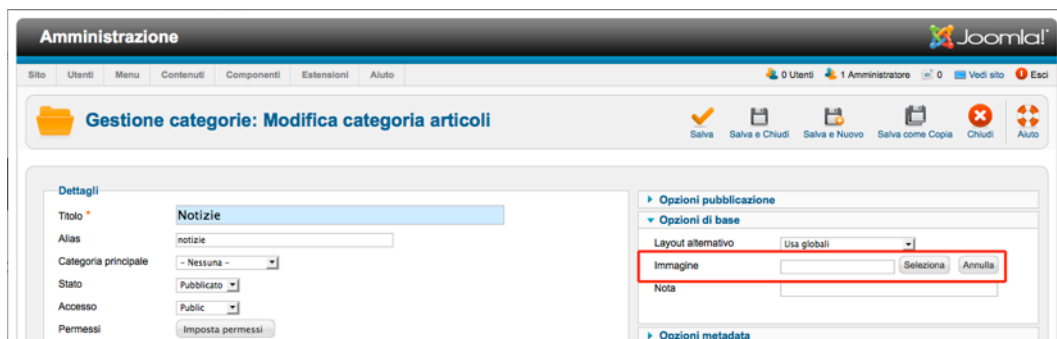 Amministrazione
Joomla!
Sito Utenti Menu Contenuti Componenti Estensioni Aiuto 0 Utenti 1 Amministratore 0 Vedi sito Esci
Gestione categorie: Modifica categoria articoli
Salva Salva e Chiudi Salva e Nuovo Salva come Copia Chiudi Aiuto
Dettagli
Titolo * Notizie
Alias notizie
Categoria principale - Nessuna -
Stato Pubblicato
Accesso Public
Permessi Imposta permessi
Opzioni pubblicazione
Opzioni di base
Layout alternativo Usa globali
Immagine Seleziona Annulla
Nota
Opzioni metadata